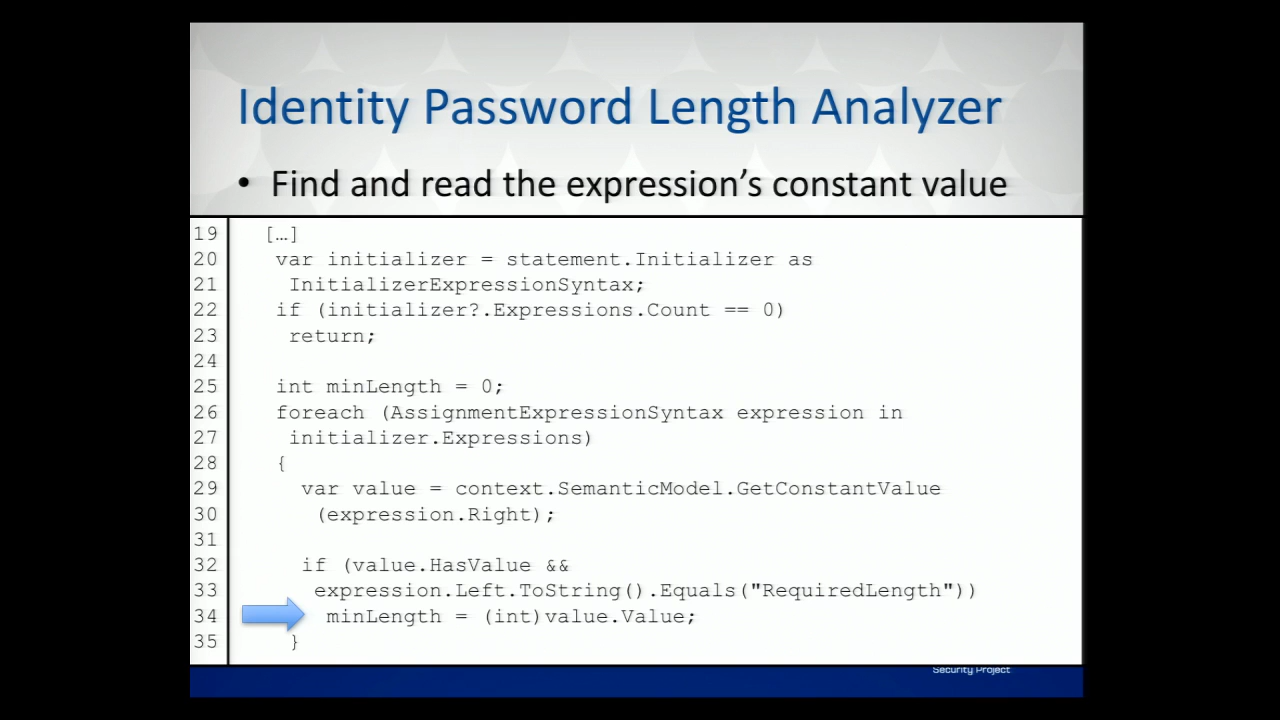 Identity Password Length Analyzer
• Find and read the expression’s constant value
19 […]
20 var initializer = statement.Initializer as
21 InitializerExpressionSyntax;
22 if (initializer?.Expressions.Count == 0)
23 return;
24
25 int minLength = 0;
26 foreach (AssignmentExpressionSyntax expression in
27 initializer.Expressions)
28 {
29 var value = context.SemanticModel.GetConstantValue
30 (expression.Right);
31
32 if (value.HasValue &&
33 expression.Left.ToString().Equals("RequiredLength"))
34 minLength = (int)value.Value;
35 }
Security Project